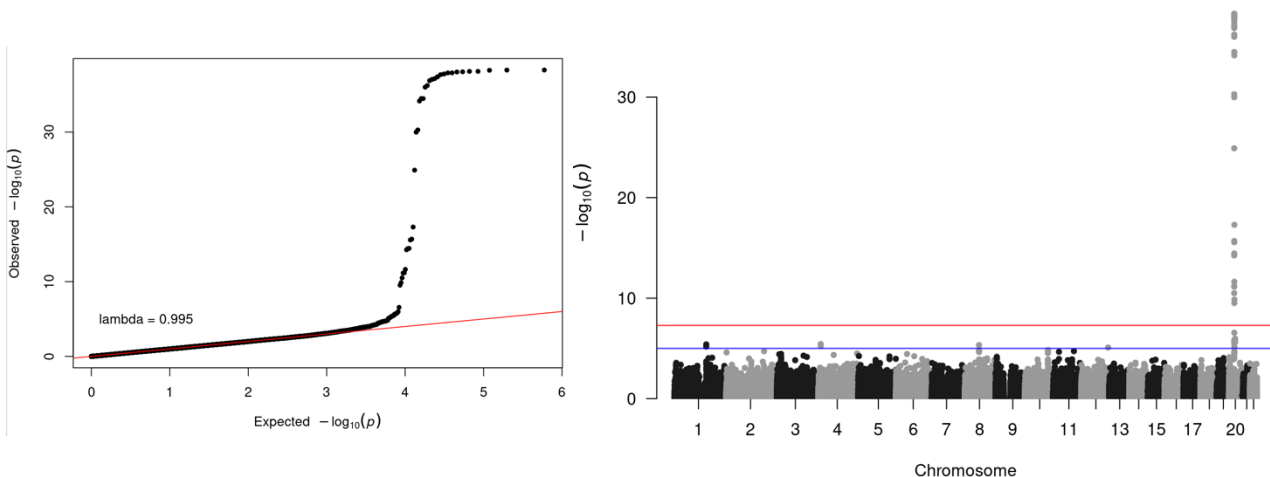 Observed −log10(p)
30
20
10
0
lambda = 0.995
0 1 2 3 4 5 6
Expected −log10(p)
−log10(p)
30
20
10
0
1 2 3 4 5 6 7 8 9 11 13 15 17 20
Chromosome